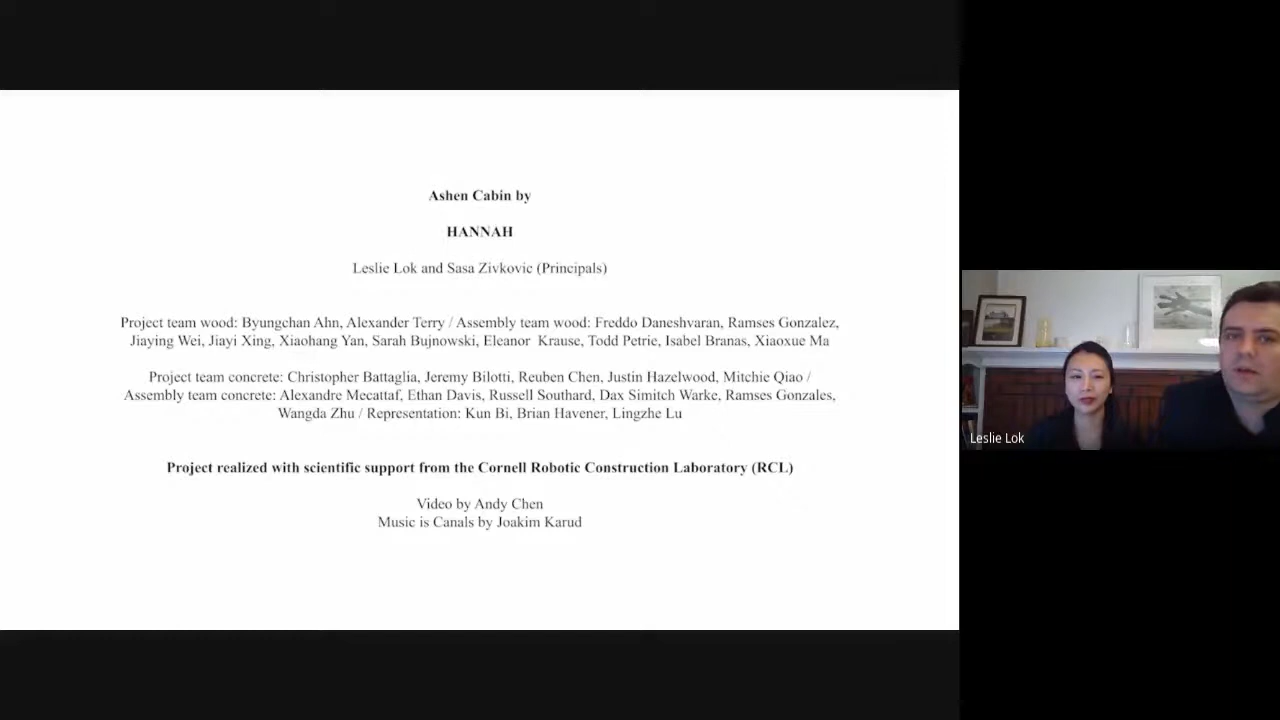 Ashen Cabin by
HANNAH
Leslie Lok and Sasa Zivkovic (Principals)
Project team wood: Byungchan Ahn, Alexander Terry / Assembly team wood: Freddo Daneshvaran, Ramses Gonzalez,
Jiaying Wei, Jiayi Xing, Xiaohang Yan, Sarah Bujnowski, Eleanor Krause, Todd Petrie, Isabel Branas, Xiaoxue Ma
Project team concrete: Christopher Battaglia, Jeremy Bilotti, Reuben Chen, Justin Hazelwood, Mitchie Qiao /
Assembly team concrete: Alexandre Mecattaf, Ethan Davis, Russell Southard, Dax Simitch Warke, Ramses Gonzales,
Wangda Zhu / Representation: Kun Bi, Brian Havener, Lingzhe Lu
Project realized with scientific support from the Cornell Robotic Construction Laboratory (RCL)
Video by Andy Chen
Music is Canals by Joakim Karud
Leslie Lok